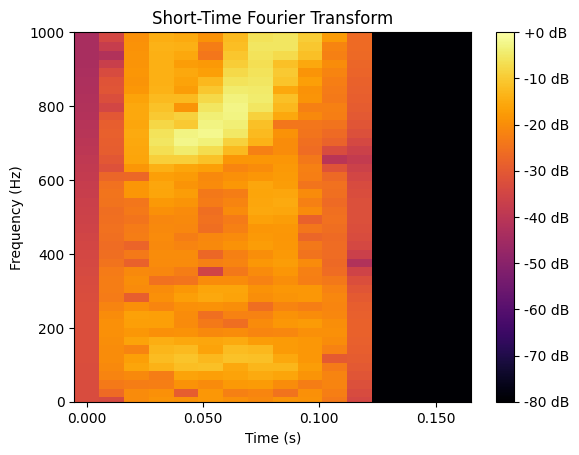 Short-Time Fourier Transform
Frequency (Hz)
1000
800
600
400
200
0
0.000
0.050
0.100
0.150
Time (s)
+0 dB
-10 dB
-20 dB
-30 dB
-40 dB
-50 dB
-60 dB
-70 dB
-80 dB